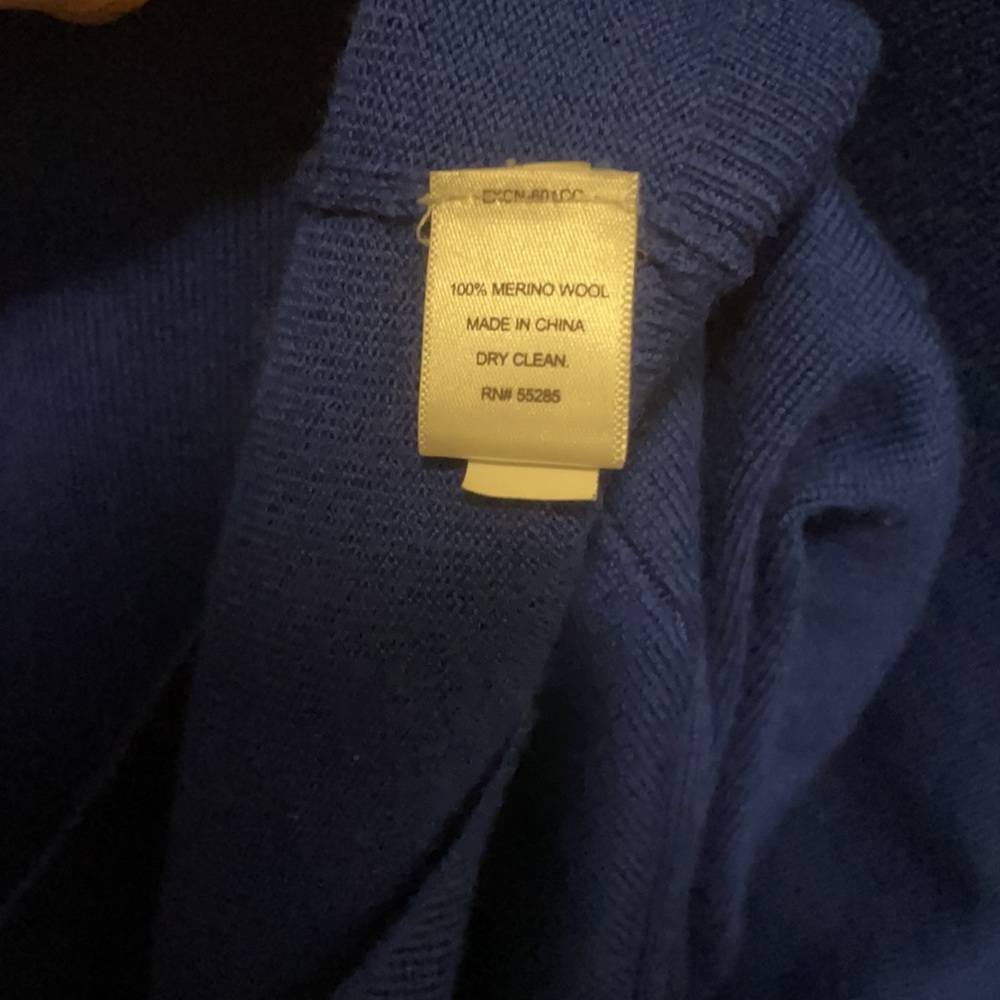 100% MERINO WOOL
MADE IN CHINA
DRY CLEAN.
RN# 55285